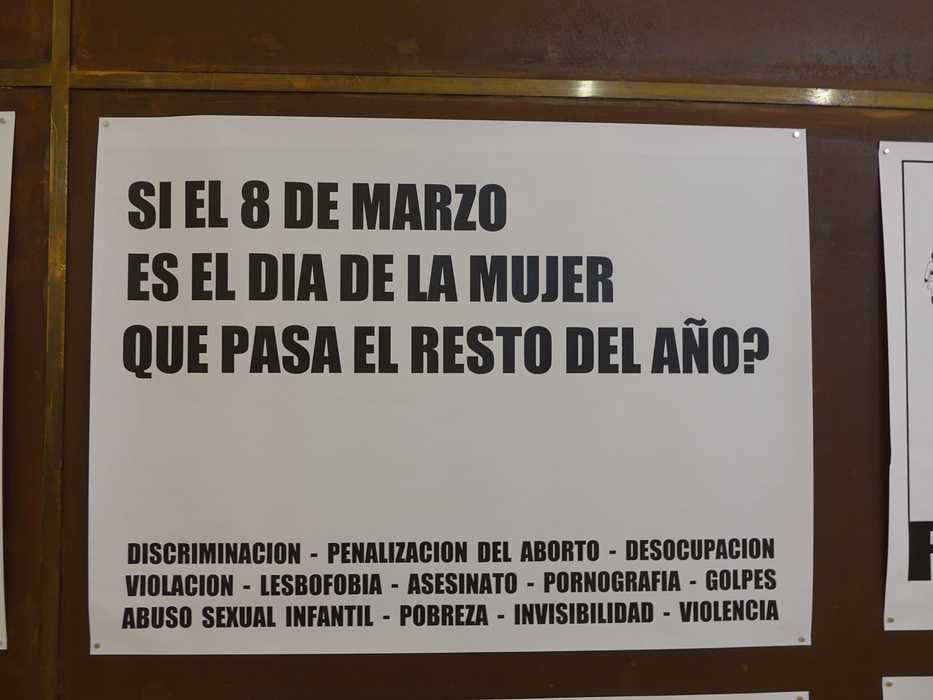 SI EL 8 DE MARZO
ES EL DIA DE LA MUJER
QUE PASA EL RESTO DEL AÑO?
DISCRIMINACION - PENALIZACION DEL ABORTO - DESOCUPACION
VIOLACION - LESBOFOBIA - ASESINATO - PORNOGRAFIA - GOLPES
ABUSO SEXUAL INFANTIL - POBREZA - INVISIBILIDAD - VIOLENCIA